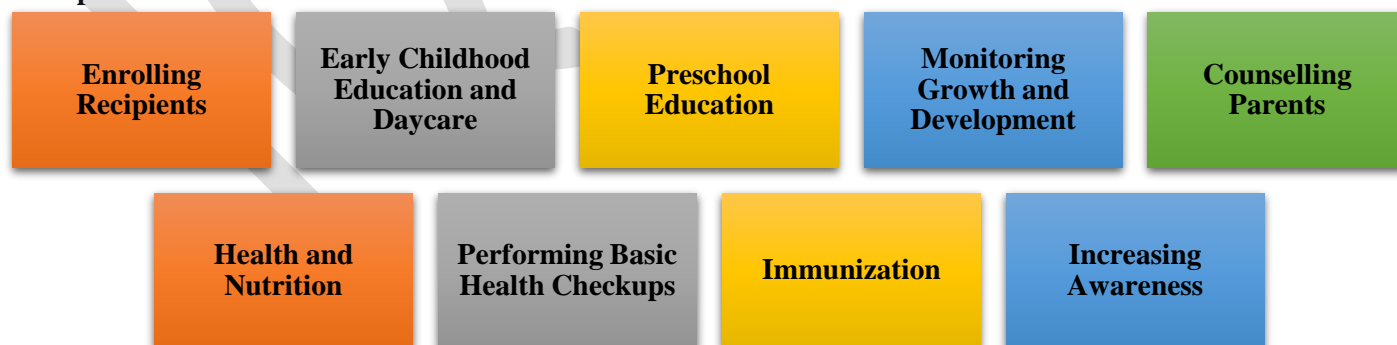 Enrolling
Recipients
Early Childhood
Education and
Daycare
Preschool
Education
Monitoring
Growth and
Development
Counselling
Parents
Health and
Nutrition
Performing Basic
Health Checkups
Immunization
Increasing
Awareness